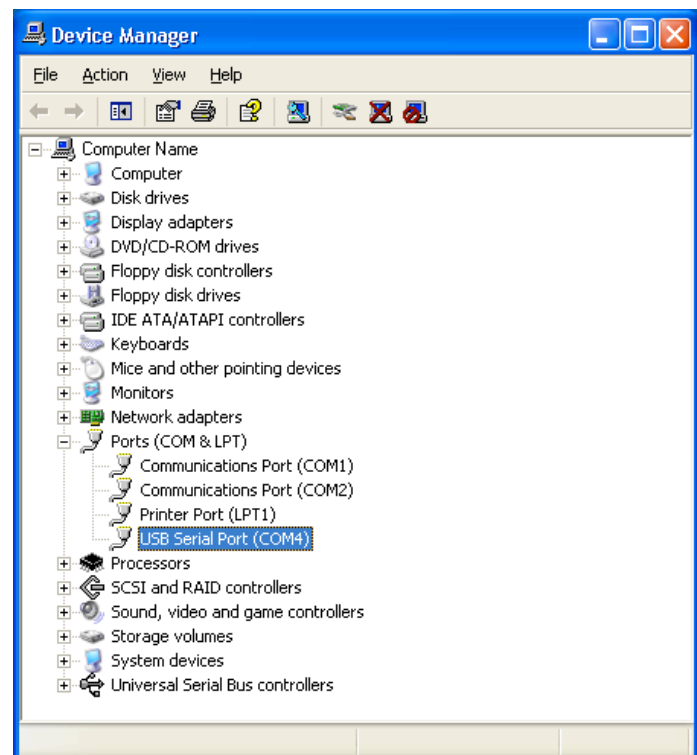 Device Manager
File Action View Help
Computer Name
Computer
Disk drives
Display adapters
DVD/CD-ROM drives
Floppy disk controllers
Floppy disk drives
IDE ATA/ATAPI controllers
Keyboards
Mice and other pointing devices
Monitors
Network adapters
Ports (COM & LPT)
Communications Port (COM1)
Communications Port (COM2)
Printer Port (LPT1)
USB Serial Port (COM4)
Processors
SCSI and RAID controllers
Sound, video and game controllers
Storage volumes
System devices
Universal Serial Bus controllers